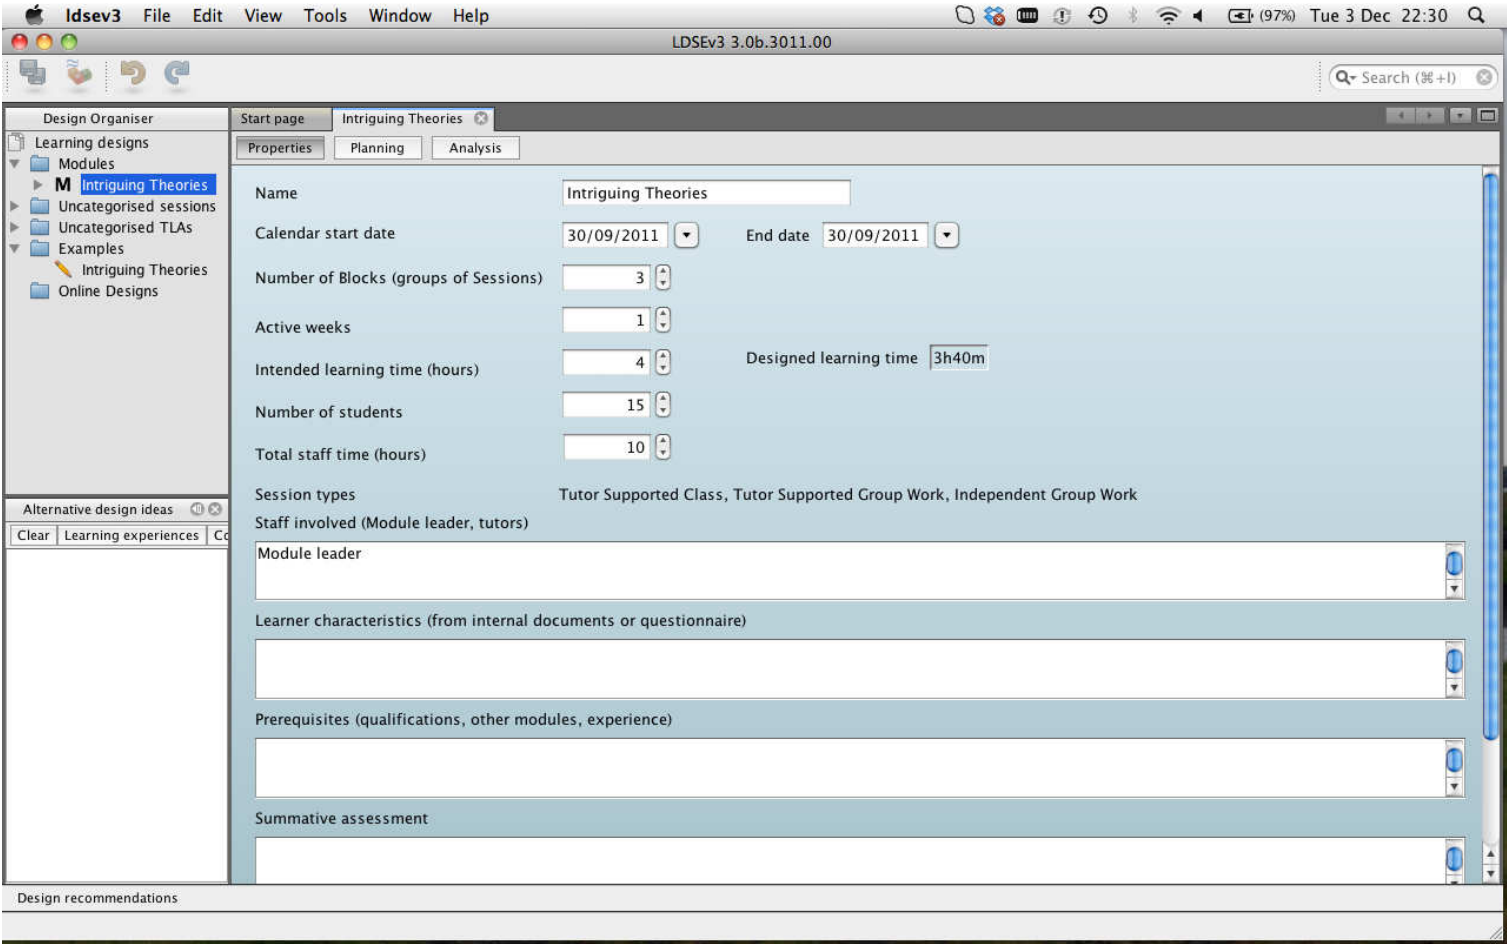 ldsev3 File Edit View Tools Window Help (97%) Tue 3 Dec 22:30
LDSEv3 3.0b.3011.00
Search (⌘+I)
Design Organiser
Learning designs
Modules
M Intriguing Theories
Uncategorised sessions
Uncategorised TLAs
Examples
Intriguing Theories
Online Designs
Alternative design ideas
Clear Learning experiences Co
Start page Intriguing Theories
Properties Planning Analysis
Name Intriguing Theories
Calendar start date 30/09/2011 End date 30/09/2011
Number of Blocks (groups of Sessions) 3
Active weeks 1
Intended learning time (hours) 4 Designed learning time 3h40m
Number of students 15
Total staff time (hours) 10
Session types Tutor Supported Class, Tutor Supported Group Work, Independent Group Work
Staff involved (Module leader, tutors)
Module leader
Learner characteristics (from internal documents or questionnaire)
Prerequisites (qualifications, other modules, experience)
Summative assessment
Design recommendations